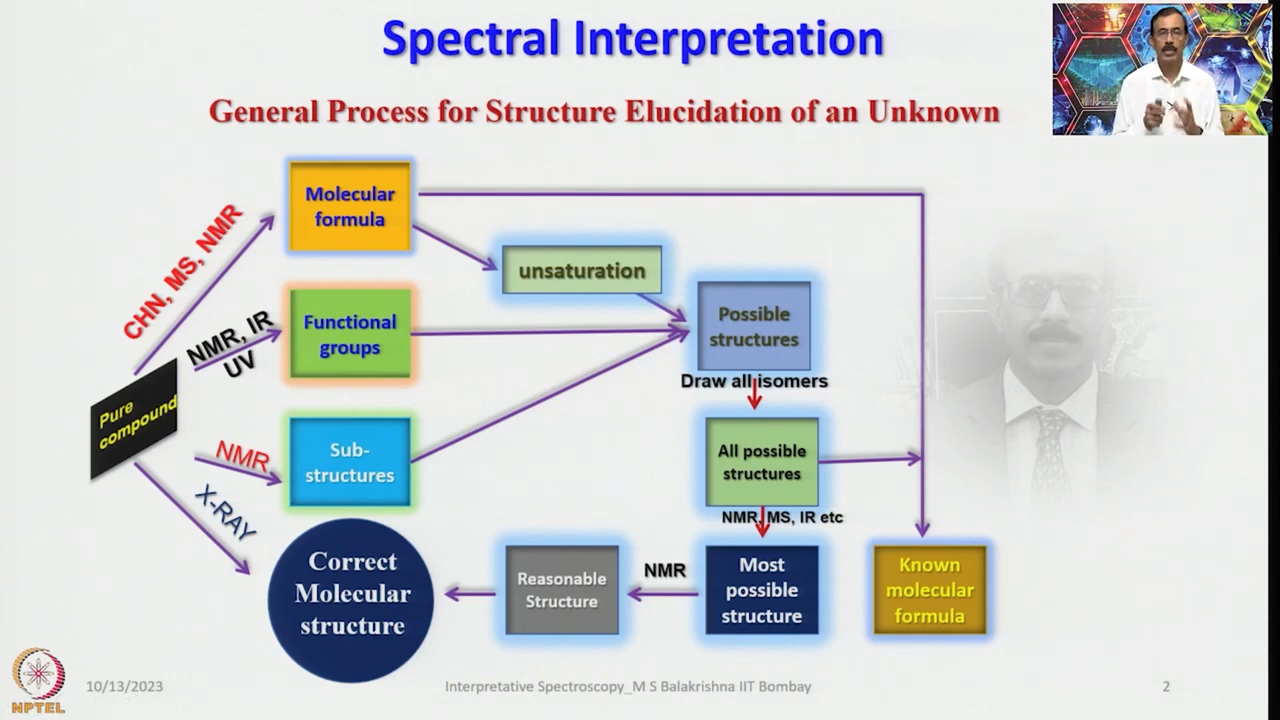 Spectral Interpretation
General Process for Structure Elucidation of an Unknown
Molecular
formula
CHN, MS, NMR
unsaturation
NMR, IR
UV
Functional
groups
Possible
structures
Draw all isomers
Pure
compound
NMR
Sub-
structures
All possible
structures
X-RAY
NMR, MS, IR etc
Correct
Molecular
structure
Reasonable
Structure
NMR
Most
possible
structure
Known
molecular
formula
NPTEL
10/13/2023
Interpretative Spectroscopy_M S Balakrishna IIT Bombay
2